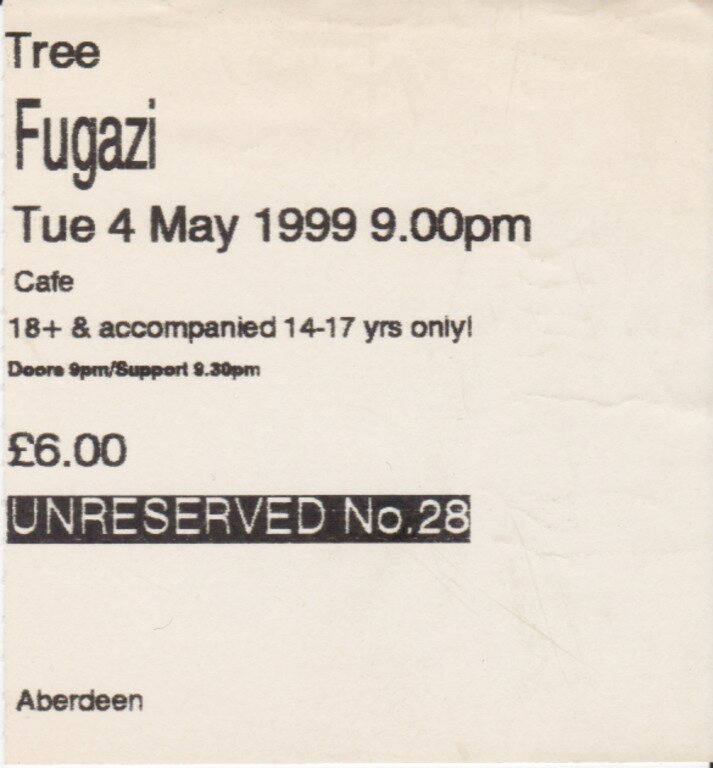 Tree
Fugazi
Tue 4 May 1999 9.00pm
Cafe
18+ & accompanied 14-17 yrs only!
Doors 9pm/Support 9.30pm
£6.00
UNRESERVED No.28
Aberdeen